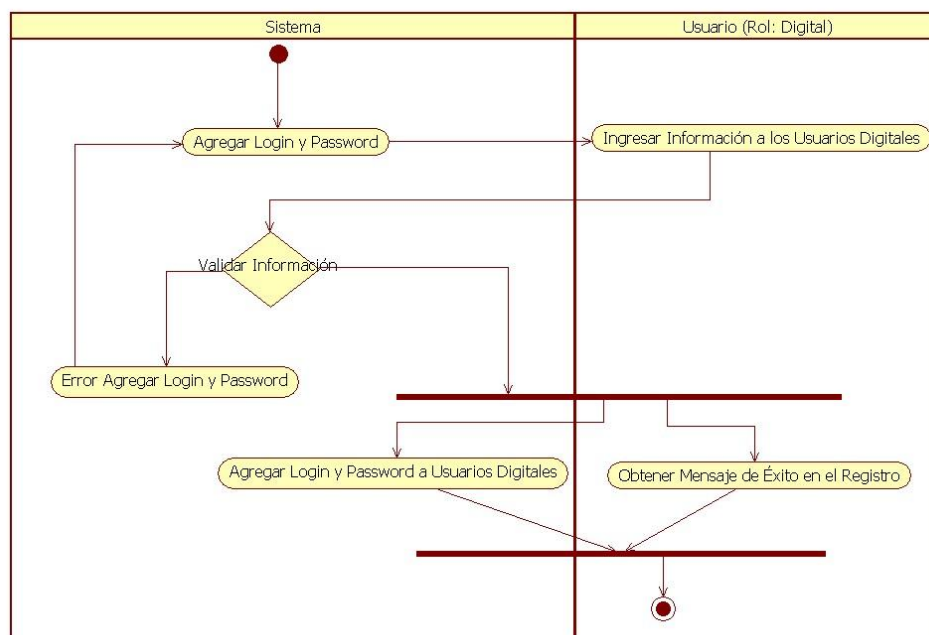 Sistema
Usuario (Rol: Digital)
Agregar Login y Password
Ingresar Información a los Usuarios Digitales
Validar Información
Error Agregar Login y Password
Agregar Login y Password a Usuarios Digitales
Obtener Mensaje de Éxito en el Registro